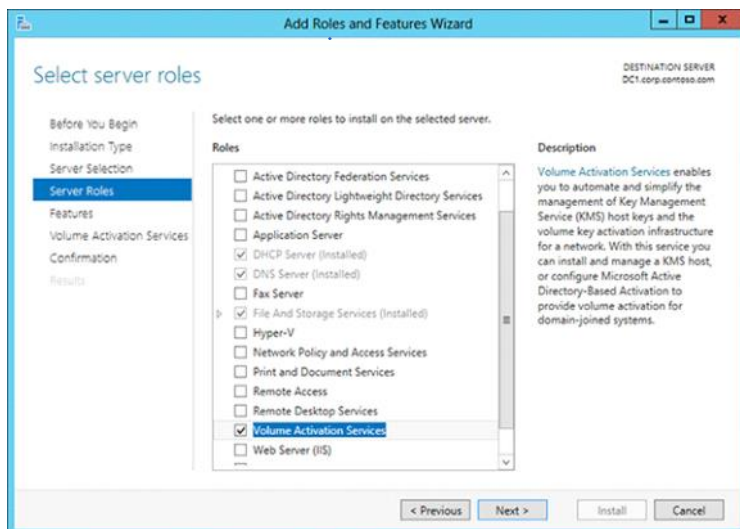 Add Roles and Features Wizard
Select server roles
DESTINATION SERVER
DC1.corp.contoso.com
Before You Begin
Installation Type
Server Selection
Server Roles
Features
Volume Activation Services
Confirmation
Results
Select one or more roles to install on the selected server.
Roles
Active Directory Federation Services
Active Directory Lightweight Directory Services
Active Directory Rights Management Services
Application Server
DHCP Server (Installed)
DNS Server (Installed)
Fax Server
File And Storage Services (Installed)
Hyper-V
Network Policy and Access Services
Print and Document Services
Remote Access
Remote Desktop Services
Volume Activation Services
Web Server (IIS)
Description
Volume Activation Services enables
you to automate and simplify the
management of Key Management
Service (KMS) host keys and the
volume key activation infrastructure
for a network. With this service you
can install and manage a KMS host,
or configure Microsoft Active
Directory-Based Activation to
provide volume activation for
domain-joined systems.
< Previous
Next >
Install
Cancel